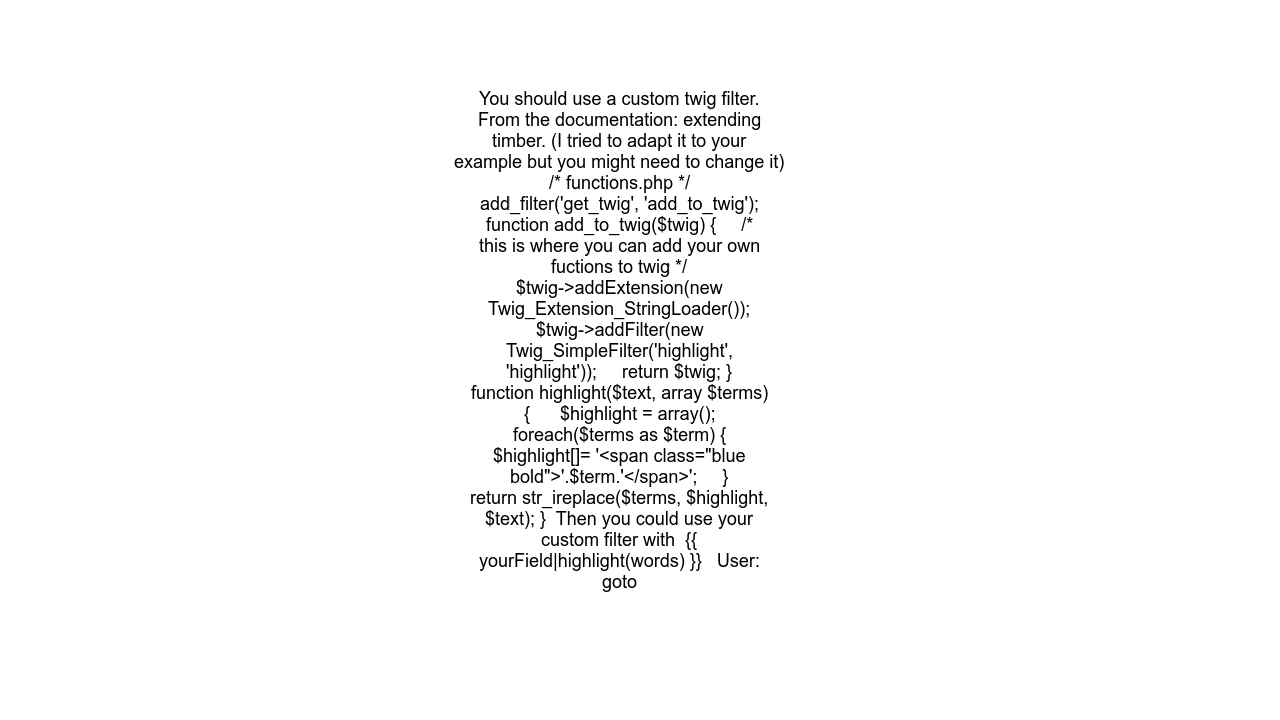 You should use a custom twig filter.
From the documentation: extending
timber. (I tried to adapt it to your
example but you might need to change it)
/* functions.php */
add_filter('get_twig', 'add_to_twig');
function add_to_twig($twig) {     /*
this is where you can add your own
fuctions to twig */
$twig->addExtension(new
Twig_Extension_StringLoader());
$twig->addFilter(new
Twig_SimpleFilter('highlight',
'highlight'));     return $twig; }
function highlight($text, array $terms)
{      $highlight = array();
foreach($terms as $term) {
$highlight[]= '<span class="blue
bold">'.$term.'</span>';     }
return str_ireplace($terms, $highlight,
$text); }  Then you could use your
custom filter with  {{
yourField|highlight(words) }}   User:
goto